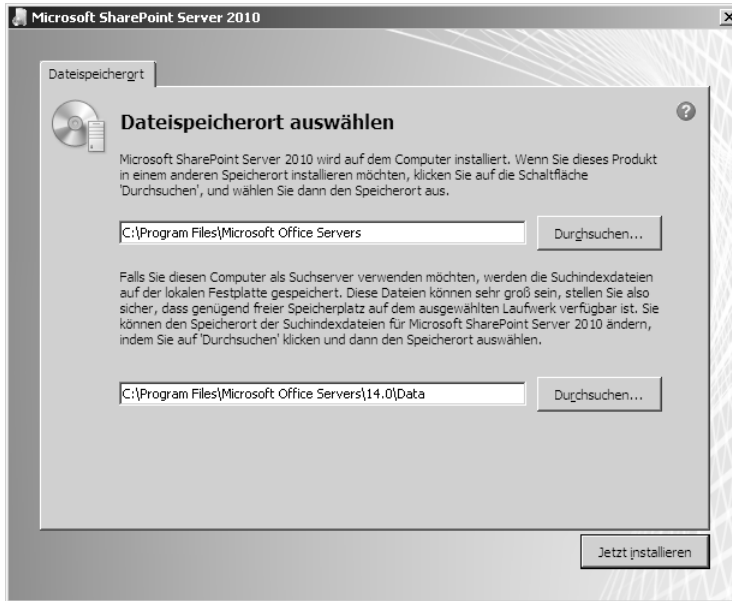 Microsoft SharePoint Server 2010
Dateispeicherort
Dateispeicherort auswählen
Microsoft SharePoint Server 2010 wird auf dem Computer installiert. Wenn Sie dieses Produkt
in einem anderen Speicherort installieren möchten, klicken Sie auf die Schaltfläche
'Durchsuchen', und wählen Sie dann den Speicherort aus.
C:\Program Files\Microsoft Office Servers
Durchsuchen...
Falls Sie diesen Computer als Suchserver verwenden möchten, werden die Suchindexdateien
auf der lokalen Festplatte gespeichert. Diese Dateien können sehr groß sein, stellen Sie also
sicher, dass genügend freier Speicherplatz auf dem ausgewählten Laufwerk verfügbar ist. Sie
können den Speicherort der Suchindexdateien für Microsoft SharePoint Server 2010 ändern,
indem Sie auf 'Durchsuchen' klicken und dann den Speicherort auswählen.
C:\Program Files\Microsoft Office Servers\14.0\Data
Durchsuchen...
Jetzt installieren